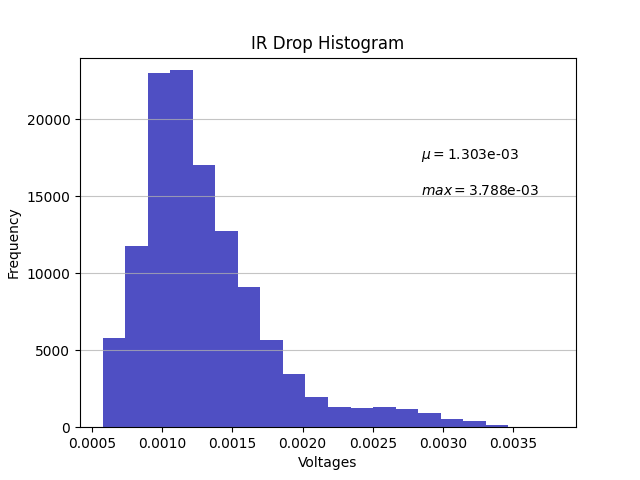 IR Drop Histogram
μ = 1.303e-03
max = 3.788e-03
Frequency
20000
15000
10000
5000
0
0.0005 0.0010 0.0015 0.0020 0.0025 0.0030 0.0035
Voltages